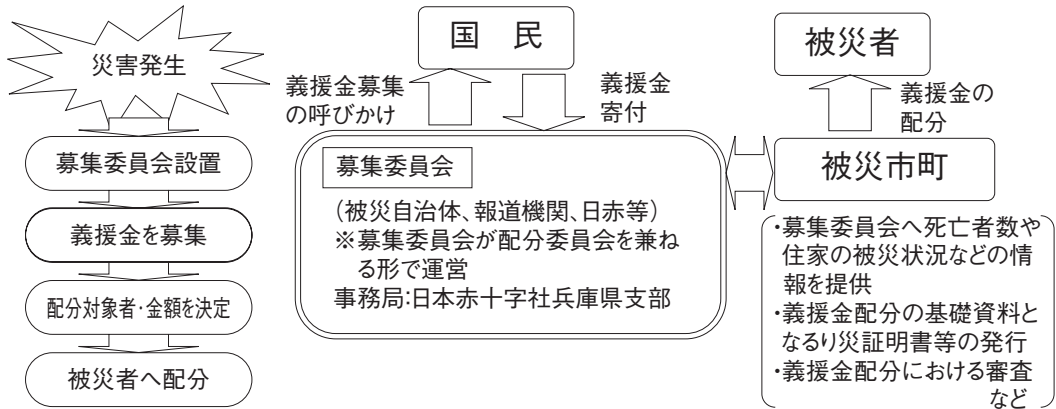 災害発生
募集委員会設置
義援金を募集
配分対象者・金額を決定
被災者へ配分
国　民
義援金募集
の呼びかけ
義援金
寄付
募集委員会
（被災自治体、報道機関、日赤等）
※募集委員会が配分委員会を兼ね
る形で運営
事務局:日本赤十字社兵庫県支部
被災者
義援金の
配分
被災市町
・募集委員会へ死亡者数や
住家の被災状況などの情
報を提供
・義援金配分の基礎資料と
なるり災証明書等の発行
・義援金配分における審査
など